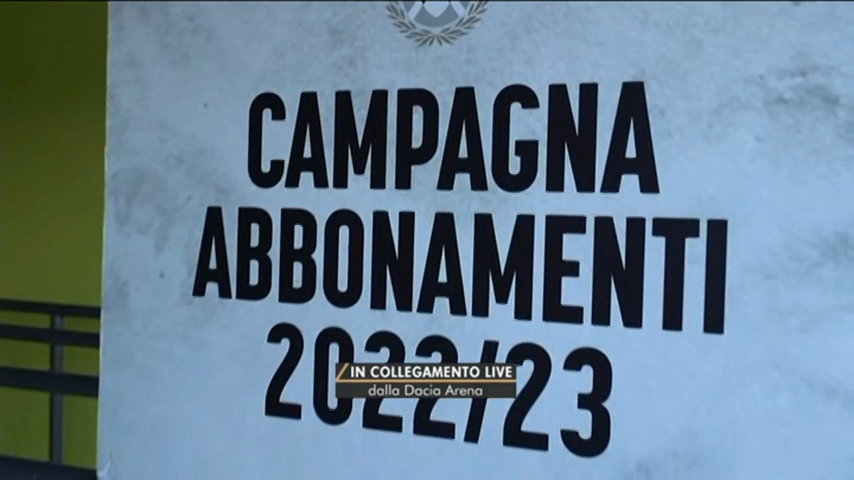 CAMPAGNA
ABBONAMENTI
2022/23
IN COLLEGAMENTO LIVE
dalla Dacia Arena